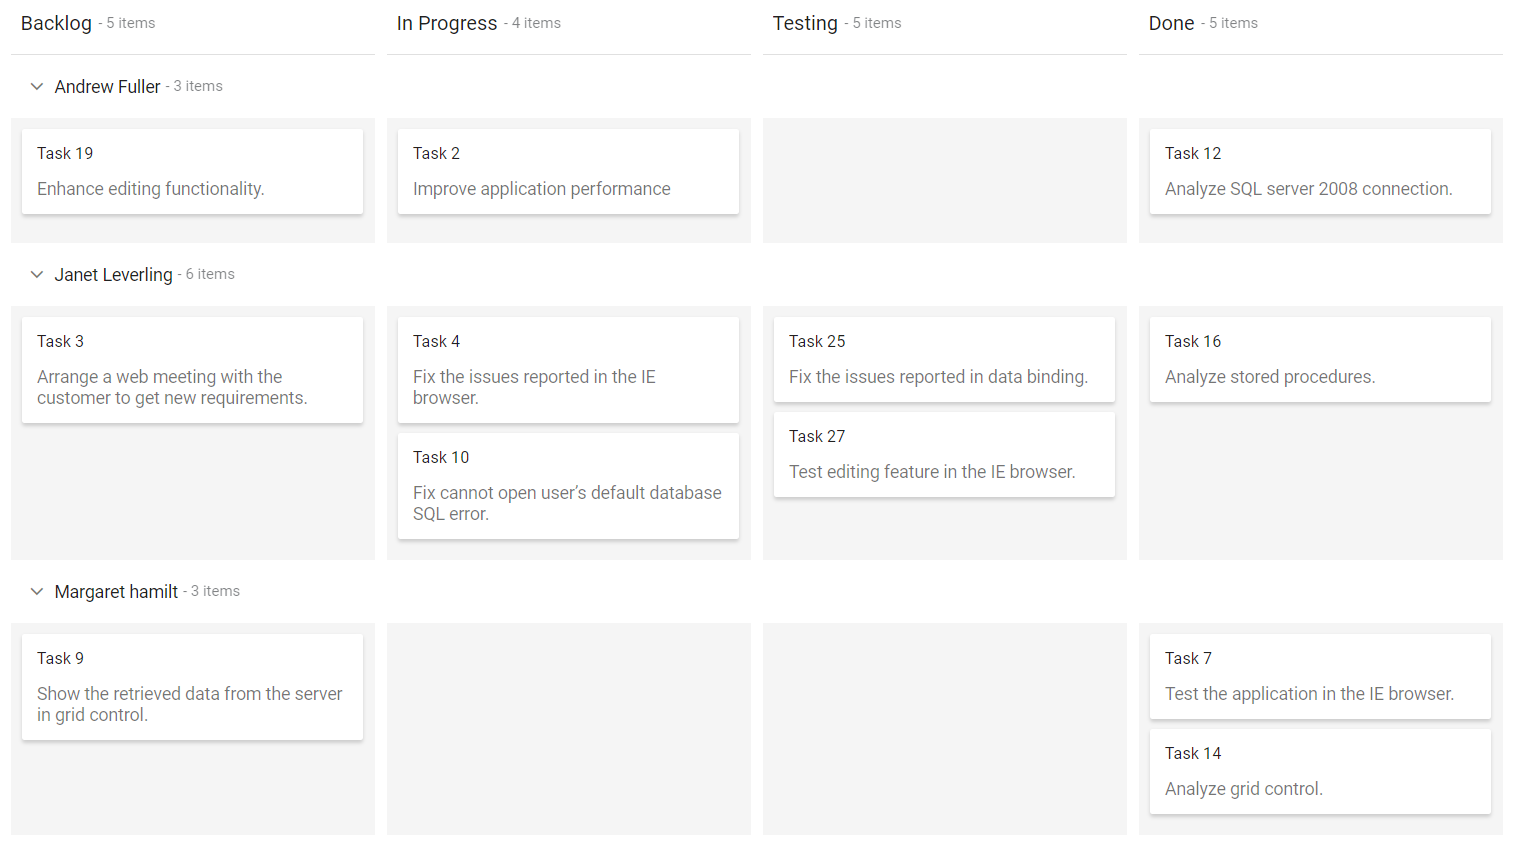 Backlog - 5 items
In Progress - 4 items
Testing - 5 items
Done - 5 items
Andrew Fuller - 3 items
Task 19
Enhance editing functionality.
Task 2
Improve application performance
Task 12
Analyze SQL server 2008 connection.
Janet Leverling - 6 items
Task 3
Arrange a web meeting with the
customer to get new requirements.
Task 4
Fix the issues reported in the IE
browser.
Task 10
Fix cannot open user’s default database
SQL error.
Task 25
Fix the issues reported in data binding.
Task 27
Test editing feature in the IE browser.
Task 16
Analyze stored procedures.
Margaret hamilt - 3 items
Task 9
Show the retrieved data from the server
in grid control.
Task 7
Test the application in the IE browser.
Task 14
Analyze grid control.